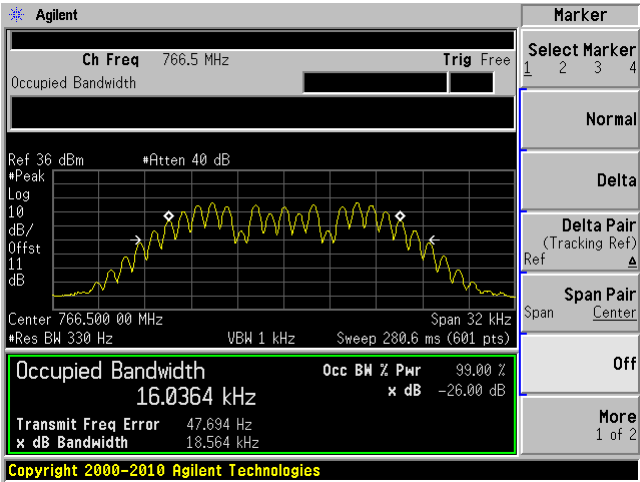 Agilent
Marker
Ch Freq 766.5 MHz Trig Free
Occupied Bandwidth
Select Marker
1 2 3 4
Normal
Delta
Delta Pair
(Tracking Ref)
Ref Δ
Span Pair
Span Center
Off
More
1 of 2
Ref 36 dBm #Atten 40 dB
#Peak
Log
10
dB/
Offst
11
dB
Center 766.500 00 MHz Span 32 kHz
#Res BW 330 Hz VBW 1 kHz Sweep 280.6 ms (601 pts)
Occupied Bandwidth Occ BW % Pwr 99.00 %
16.0364 kHz x dB -26.00 dB
Transmit Freq Error 47.694 Hz
x dB Bandwidth 18.564 kHz
Copyright 2000-2010 Agilent Technologies